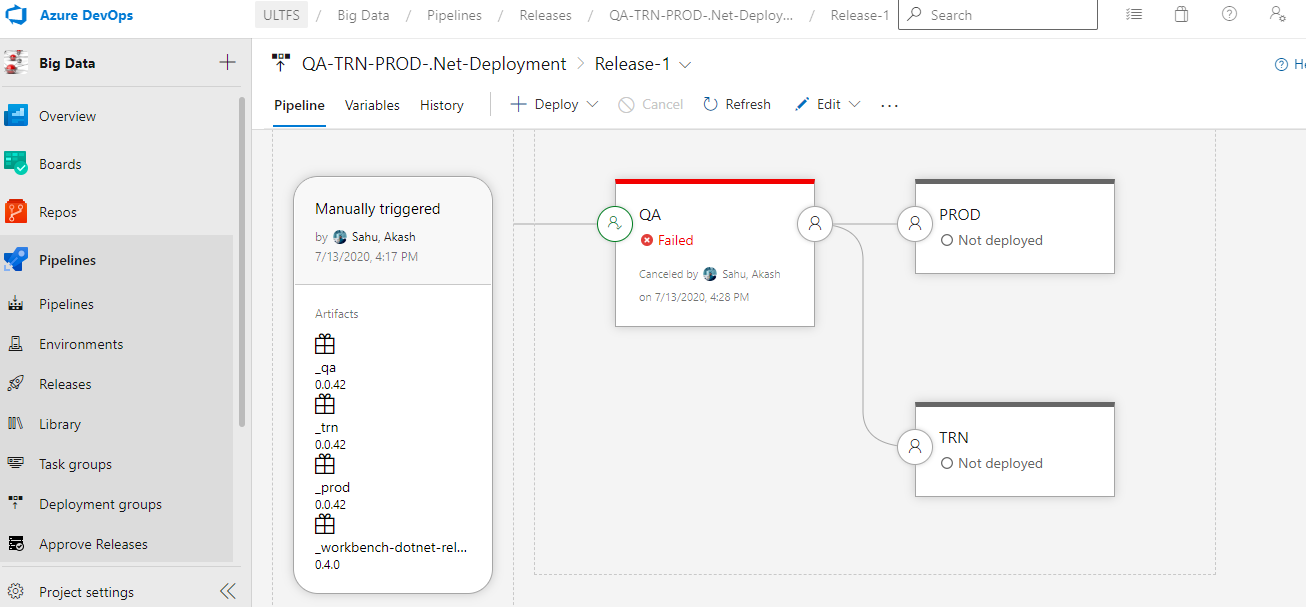 Azure DevOps
ULTFS / Big Data / Pipelines / Releases / QA-TRN-PROD-.Net-Deploy... / Release-1
Search
Big Data
QA-TRN-PROD-.Net-Deployment > Release-1
He
Pipeline Variables History Deploy Cancel Refresh Edit ...
Overview
Boards
Repos
Pipelines
Pipelines
Environments
Releases
Library
Task groups
Deployment groups
Approve Releases
Project settings
Manually triggered
by Sahu, Akash
7/13/2020, 4:17 PM
Artifacts
_qa
0.0.42
_trn
0.0.42
_prod
0.0.42
_workbench-dotnet-rel...
0.4.0
QA
Failed
Canceled by Sahu, Akash
on 7/13/2020, 4:28 PM
PROD
Not deployed
TRN
Not deployed